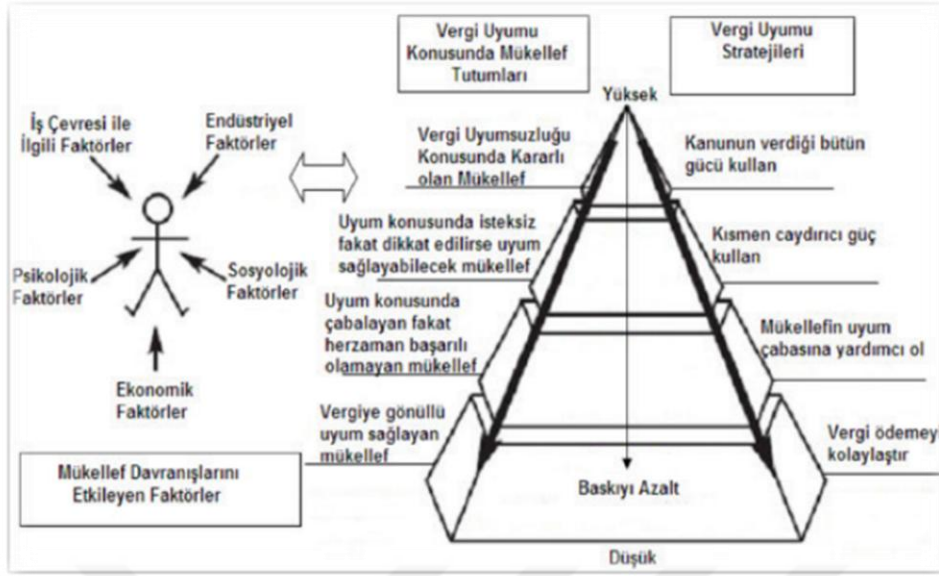 Vergi Uyumu
Konusunda Mükellef
Tutumları
Vergi Uyumu
Stratejileri
İş Çevresi ile
İlgili Faktörler
Endüstriyel
Faktörler
Psikolojik
Faktörler
Sosyolojik
Faktörler
Ekonomik
Faktörler
Mükellef Davranışlarını
Etkileyen Faktörler
Yüksek
Vergi Uyumsuzluğu
Konusunda Kararlı
olan Mükellef
Uyum konusunda isteksiz
fakat dikkat edilirse uyum
sağlayabilecek mükellef
Uyum konusunda
çabalayan fakat
herzaman başarılı
olamayan mükellef
Vergiye gönüllü
uyum sağlayan
mükellef
Kanunun verdiği bütün
gücü kullan
Kısmen caydırıcı güç
kullan
Mükellefin uyum
çabasına yardımcı ol
Vergi ödemeyi
kolaylaştır
Baskıyı Azalt
Düşük